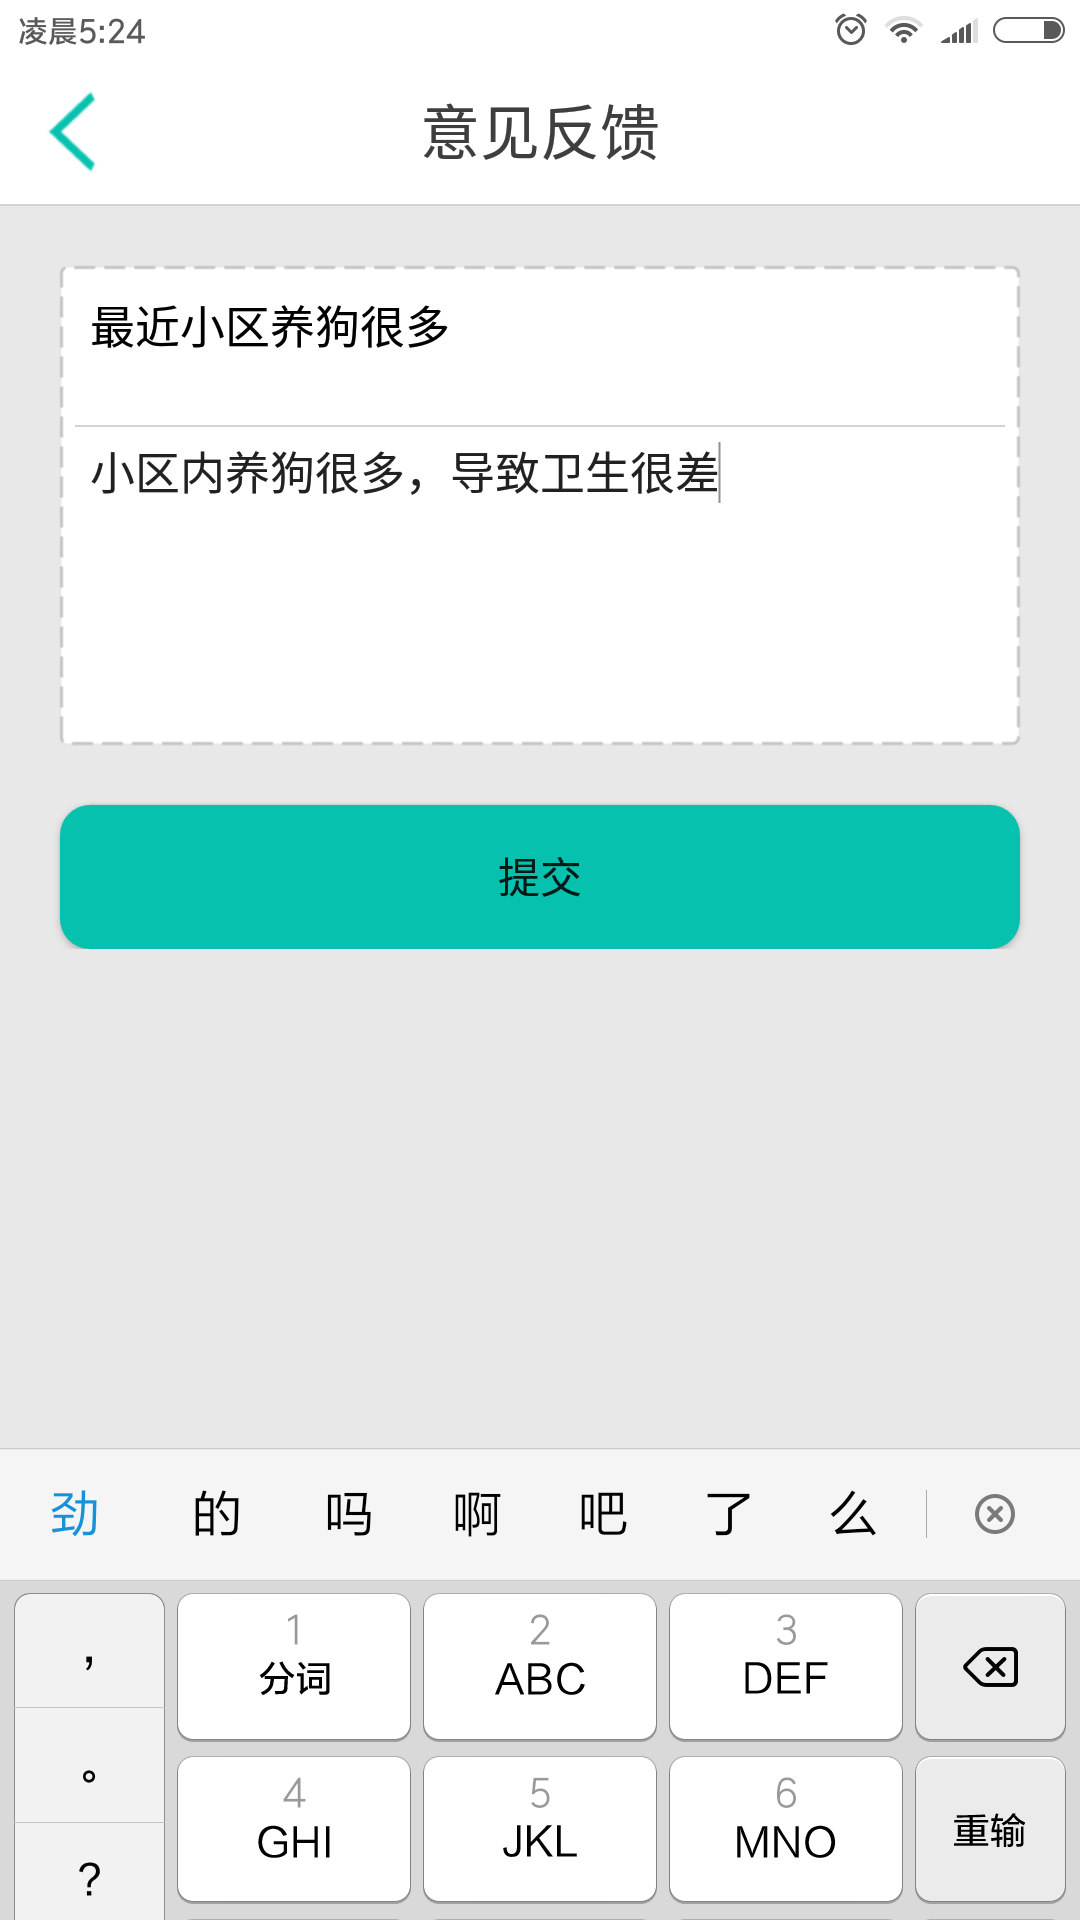 凌晨5:24
意见反馈
最近小区养狗很多
小区内养狗很多，导致卫生很差
提交
劲 的 吗 啊 吧 了 么
，
1
分词
2
ABC
3
DEF
。
4
GHI
5
JKL
6
MNO
重输
?